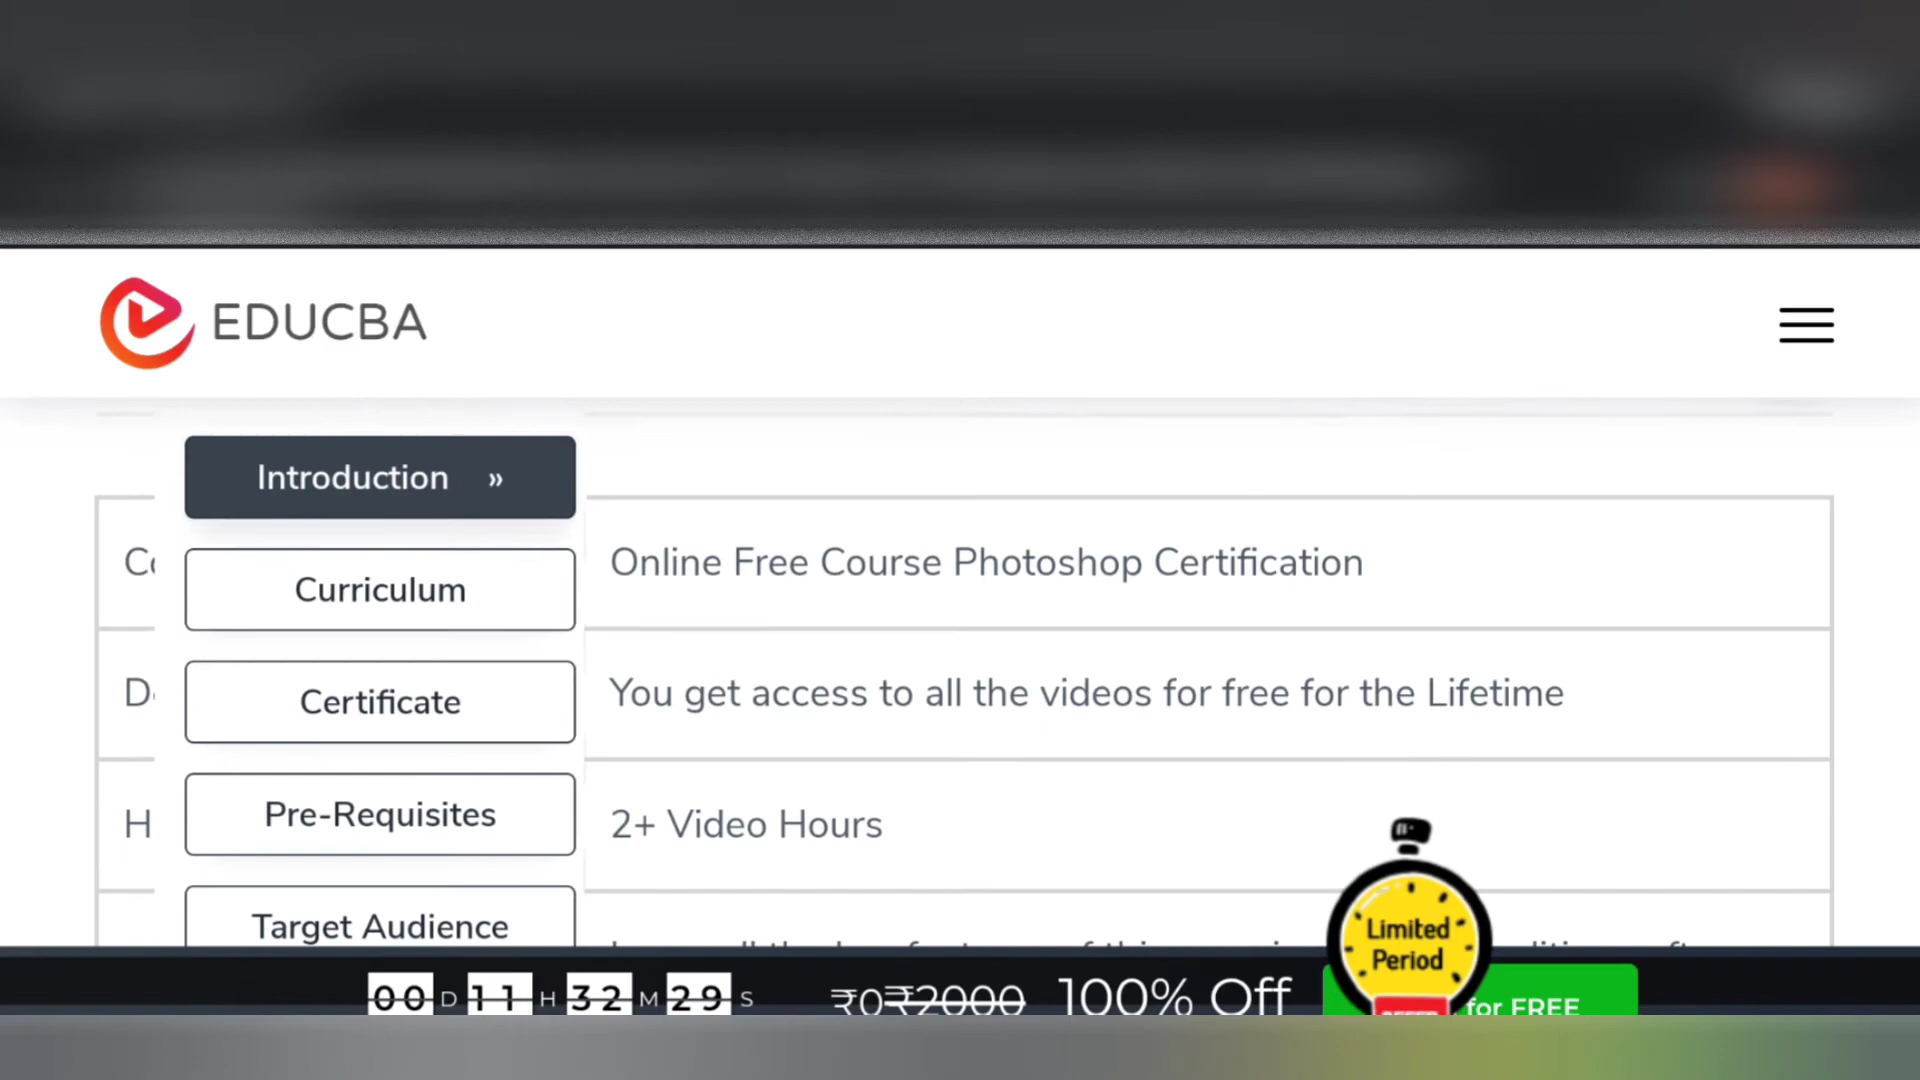 EDUCBA
Introduction »
Curriculum
Certificate
Pre-Requisites
Target Audience
Online Free Course Photoshop Certification
You get access to all the videos for free for the Lifetime
H
2+ Video Hours
Limited
Period
00 D 11 H 32 M 29 S
₹0 ₹2000 100% Off
for FREE